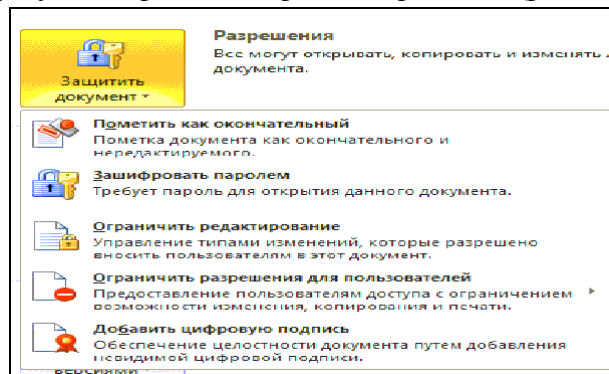 Разрешения
Все могут открывать, копировать и изменять
документа.
Защитить
документ
Пометить как окончательный
Пометка документа как окончательного и
нередактируемого.
Зашифровать паролем
Требует пароль для открытия данного документа.
Ограничить редактирование
Управление типами изменений, которые разрешено
вносить пользователям в этот документ.
Ограничить разрешения для пользователей
Предоставление пользователям доступа с ограничением
возможности изменения, копирования и печати.
Добавить цифровую подпись
Обеспечение целостности документа путем добавления
невидимой цифровой подписи.
версиями